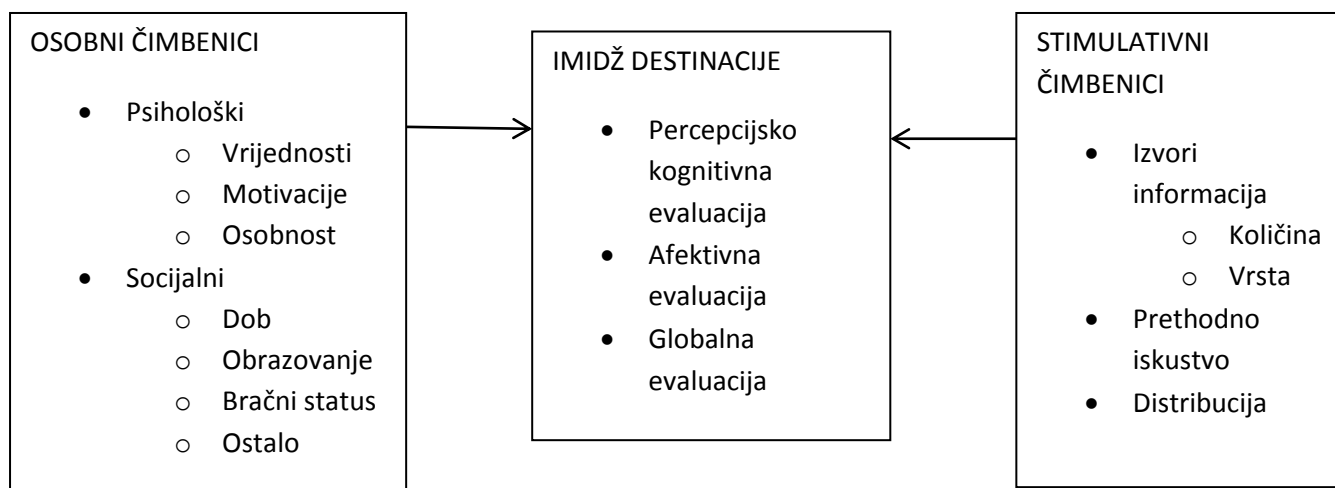 OSOBNI ČIMBENICI
• Psihološki
o Vrijednosti
o Motivacije
o Osobnost
• Socijalni
o Dob
o Obrazovanje
o Bračni status
o Ostalo
IMIDŽ DESTINACIJE
• Percepcijsko
kognitivna
evaluacija
• Afektivna
evaluacija
• Globalna
evaluacija
STIMULATIVNI
ČIMBENICI
• Izvori
informacija
o Količina
o Vrsta
• Prethodno
iskustvo
• Distribucija